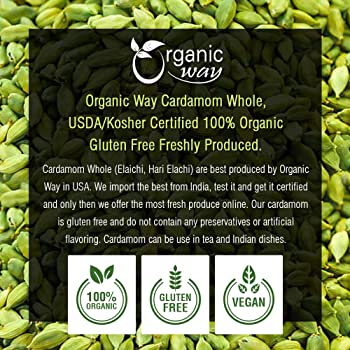 Organic
way
Organic Way Cardamom Whole,
USDA/Kosher Certified 100% Organic
Gluten Free Freshly Produced.
Cardamom Whole (Elaichi, Hari Elachi) are best produced by Organic
Way in USA. We import the best from India, test it and get it certified
and only then we offer the most fresh produce online. Our cardamom
is gluten free and do not contain any preservatives or artificial
flavoring. Cardamom can be use in tea and Indian dishes.
100%
ORGANIC
GLUTEN
FREE
VEGAN